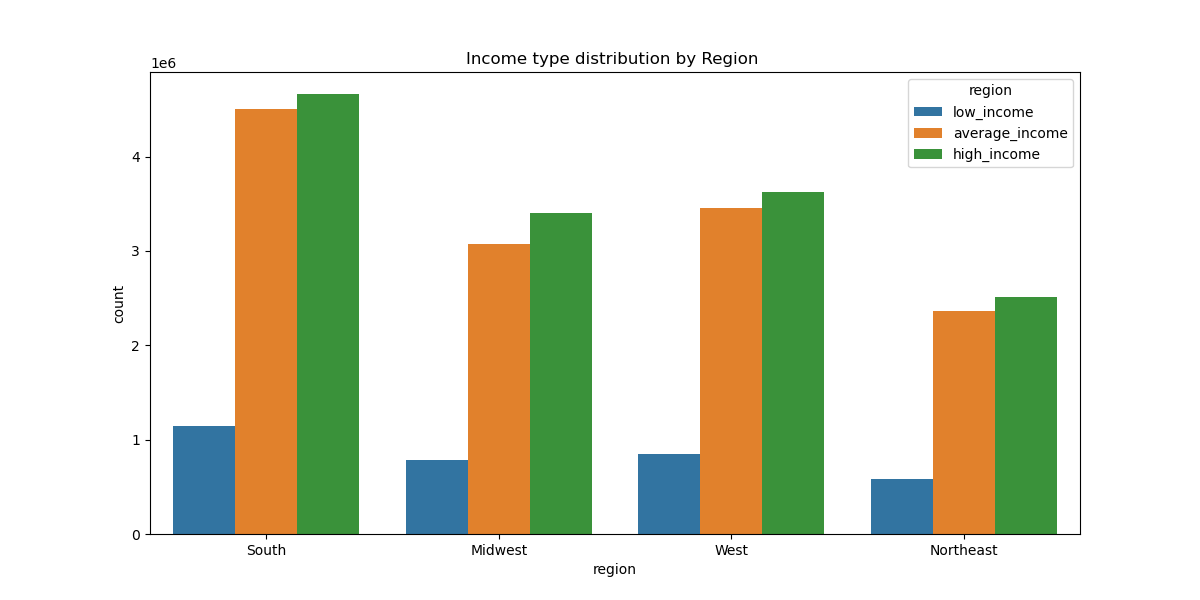 Income type distribution by Region
1e6
region
low_income
average_income
high_income
4
3
2
1
0
count
South Midwest West Northeast
region